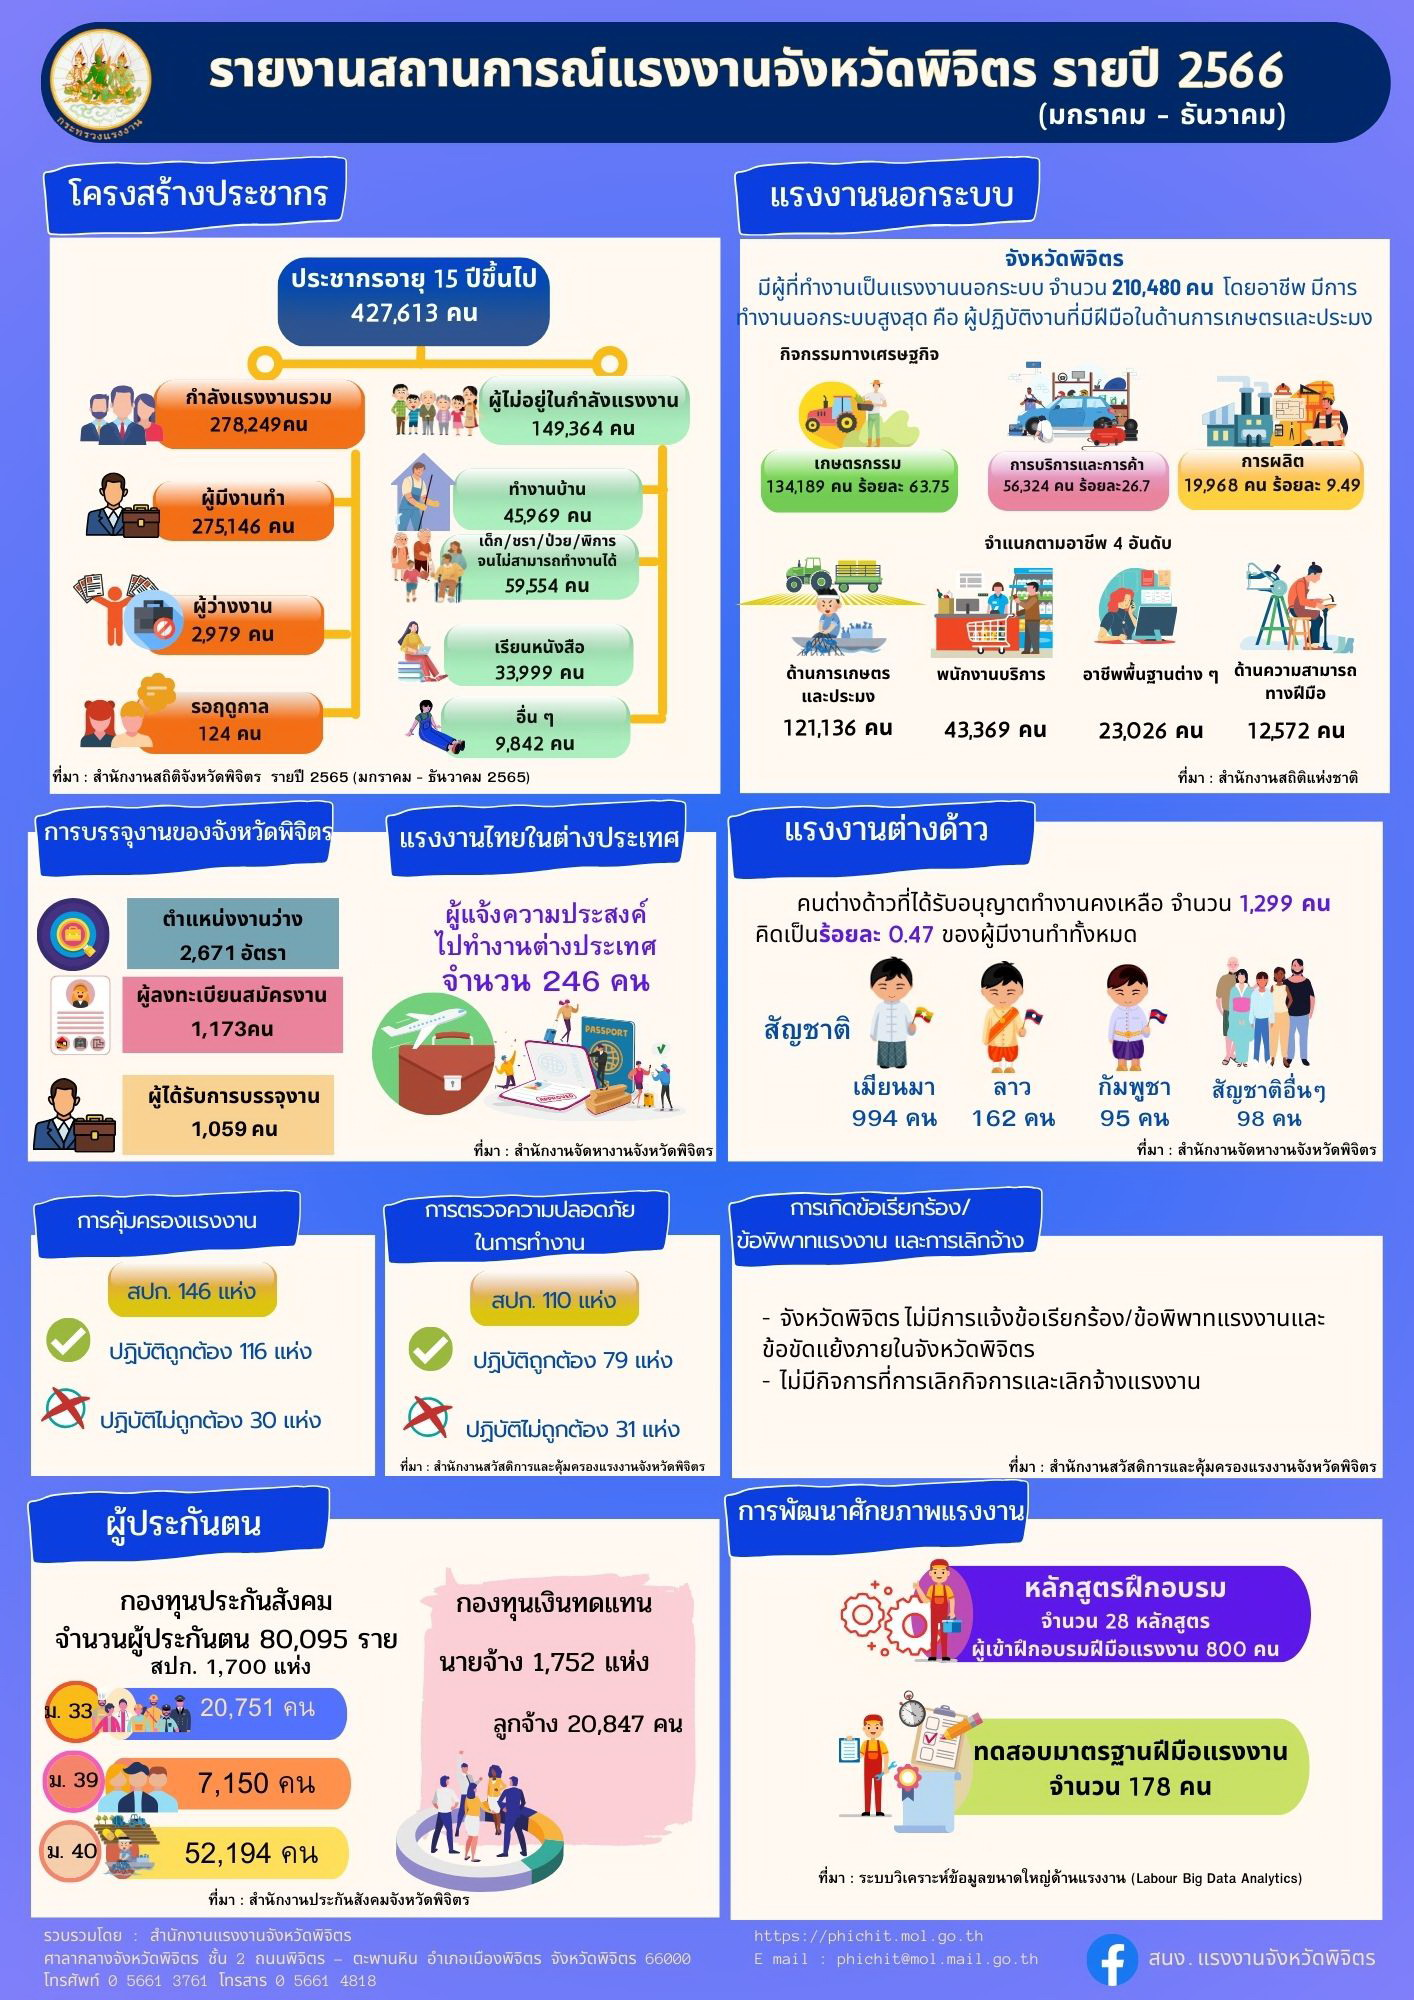 กระทรวงแรงงาน
รายงานสถานการณ์แรงงานจังหวัดพิจิตร รายปี 2566
(มกราคม - ธันวาคม)
โครงสร้างประชากร
ประชากรอายุ 15 ปีขึ้นไป
427,613 คน
กำลังแรงงานรวม
278,249คน
ผู้มีงานทำ
275,146 คน
ผู้ว่างงาน
2,979 คน
รอฤดูกาล
124 คน
ผู้ไม่อยู่ในกำลังแรงงาน
149,364 คน
ทำงานบ้าน
45,969 คน
เด็ก/ชรา/ป่วย/พิการ
จนไม่สามารถทำงานได้
59,554 คน
เรียนหนังสือ
33,999 คน
อื่น ๆ
9,842 คน
ที่มา : สำนักงานสถิติจังหวัดพิจิตร รายปี 2565 (มกราคม - ธันวาคม 2565)
แรงงานนอกระบบ
จังหวัดพิจิตร
มีผู้ที่ทำงานเป็นแรงงานนอกระบบ จำนวน 210,480 คน โดยอาชีพ มีการ
ทำงานนอกระบบสูงสุด คือ ผู้ปฏิบัติงานที่มีฝีมือในด้านการเกษตรและประมง
กิจกรรมทางเศรษฐกิจ
เกษตรกรรม
134,189 คน ร้อยละ 63.75
การบริการและการค้า
56,324 คน ร้อยละ26.7
การผลิต
19,968 คน ร้อยละ 9.49
จำแนกตามอาชีพ 4 อันดับ
ด้านการเกษตร
และประมง
121,136 คน
พนักงานบริการ
43,369 คน
อาชีพพื้นฐานต่าง ๆ
23,026 คน
ด้านความสามารถ
ทางฝีมือ
12,572 คน
ที่มา : สำนักงานสถิติแห่งชาติ
การบรรจุงานของจังหวัดพิจิตร
ตำแหน่งงานว่าง
2,671 อัตรา
ผู้ลงทะเบียนสมัครงาน
1,173คน
ผู้ได้รับการบรรจุงาน
1,059 คน
แรงงานไทยในต่างประเทศ
ผู้แจ้งความประสงค์
ไปทำงานต่างประเทศ
จำนวน 246 คน
PASSPORT
APPROVED
ที่มา : สำนักงานจัดหางานจังหวัดพิจิตร
แรงงานต่างด้าว
คนต่างด้าวที่ได้รับอนุญาตทำงานคงเหลือ จำนวน 1,299 คน
คิดเป็นร้อยละ 0.47 ของผู้มีงานทำทั้งหมด
สัญชาติ
เมียนมา
994 คน
ลาว
162 คน
กัมพูชา
95 คน
สัญชาติอื่นๆ
98 คน
ที่มา : สำนักงานจัดหางานจังหวัดพิจิตร
การคุ้มครองแรงงาน
สปก. 146 แห่ง
ปฏิบัติถูกต้อง 116 แห่ง
ปฏิบัติไม่ถูกต้อง 30 แห่ง
การตรวจความปลอดภัย
ในการทำงาน
สปก. 110 แห่ง
ปฏิบัติถูกต้อง 79 แห่ง
ปฏิบัติไม่ถูกต้อง 31 แห่ง
ที่มา : สำนักงานสวัสดิการและคุ้มครองแรงงานจังหวัดพิจิตร
การเกิดข้อเรียกร้อง/
ข้อพิพาทแรงงาน และการเลิกจ้าง
- จังหวัดพิจิตร ไม่มีการแจ้งข้อเรียกร้อง/ข้อพิพาทแรงงานและ
ข้อขัดแย้งภายในจังหวัดพิจิตร
- ไม่มีกิจการที่การเลิกกิจการและเลิกจ้างแรงงาน
ที่มา : สำนักงานสวัสดิการและคุ้มครองแรงงานจังหวัดพิจิตร
ผู้ประกันตน
กองทุนประกันสังคม
จำนวนผู้ประกันตน 80,095 ราย
สปก. 1,700 แห่ง
ม. 33
20,751 คน
ม. 39
7,150 คน
ม. 40
52,194 คน
กองทุนเงินทดแทน
นายจ้าง 1,752 แห่ง
ลูกจ้าง 20,847 คน
ที่มา : สำนักงานประกันสังคมจังหวัดพิจิตร
การพัฒนาศักยภาพแรงงาน
หลักสูตรฝึกอบรม
จำนวน 28 หลักสูตร
ผู้เข้าฝึกอบรมฝีมือแรงงาน 800 คน
ทดสอบมาตรฐานฝีมือแรงงาน
จำนวน 178 คน
ที่มา : ระบบวิเคราะห์ข้อมูลขนาดใหญ่ด้านแรงงาน (Labour Big Data Analytics)
รวบรวมโดย : สำนักงานแรงงานจังหวัดพิจิตร
ศาลากลางจังหวัดพิจิตร ชั้น 2 ถนนพิจิตร – ตะพานหิน อำเภอเมืองพิจิตร จังหวัดพิจิตร 66000
โทรศัพท์ 0 5661 3761 โทรสาร 0 5661 4818
https://phichit.mol.go.th
E mail : phichit@mol.mail.go.th
สนง.แรงงานจังหวัดพิจิตร